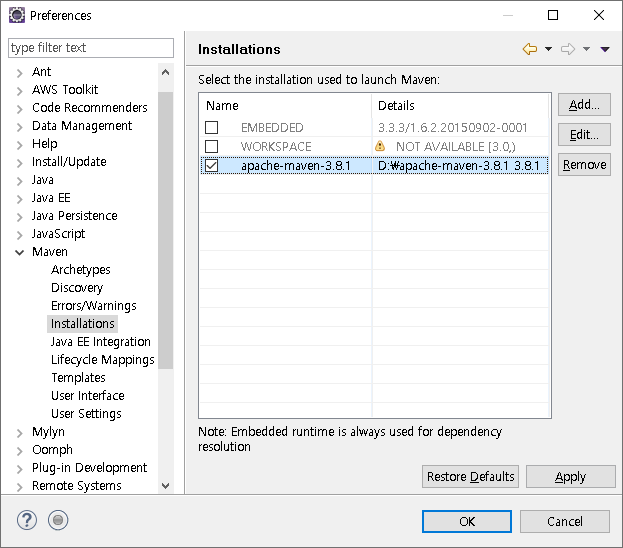 Preferences
type filter text
Ant
AWS Toolkit
Code Recommenders
Data Management
Help
Install/Update
Java
Java EE
Java Persistence
JavaScript
Maven
Archetypes
Discovery
Errors/Warnings
Installations
Java EE Integration
Lifecycle Mappings
Templates
User Interface
User Settings
Mylyn
Oomph
Plug-in Development
Remote Systems
Installations
Select the installation used to launch Maven:
Name Details
EMBEDDED 3.3.3/1.6.2.20150902-0001
WORKSPACE NOT AVAILABLE [3.0,)
apache-maven-3.8.1 D:₩apache-maven-3.8.1 3.8.1
Add...
Edit...
Remove
Note: Embedded runtime is always used for dependency
resolution
Restore Defaults Apply
? OK Cancel